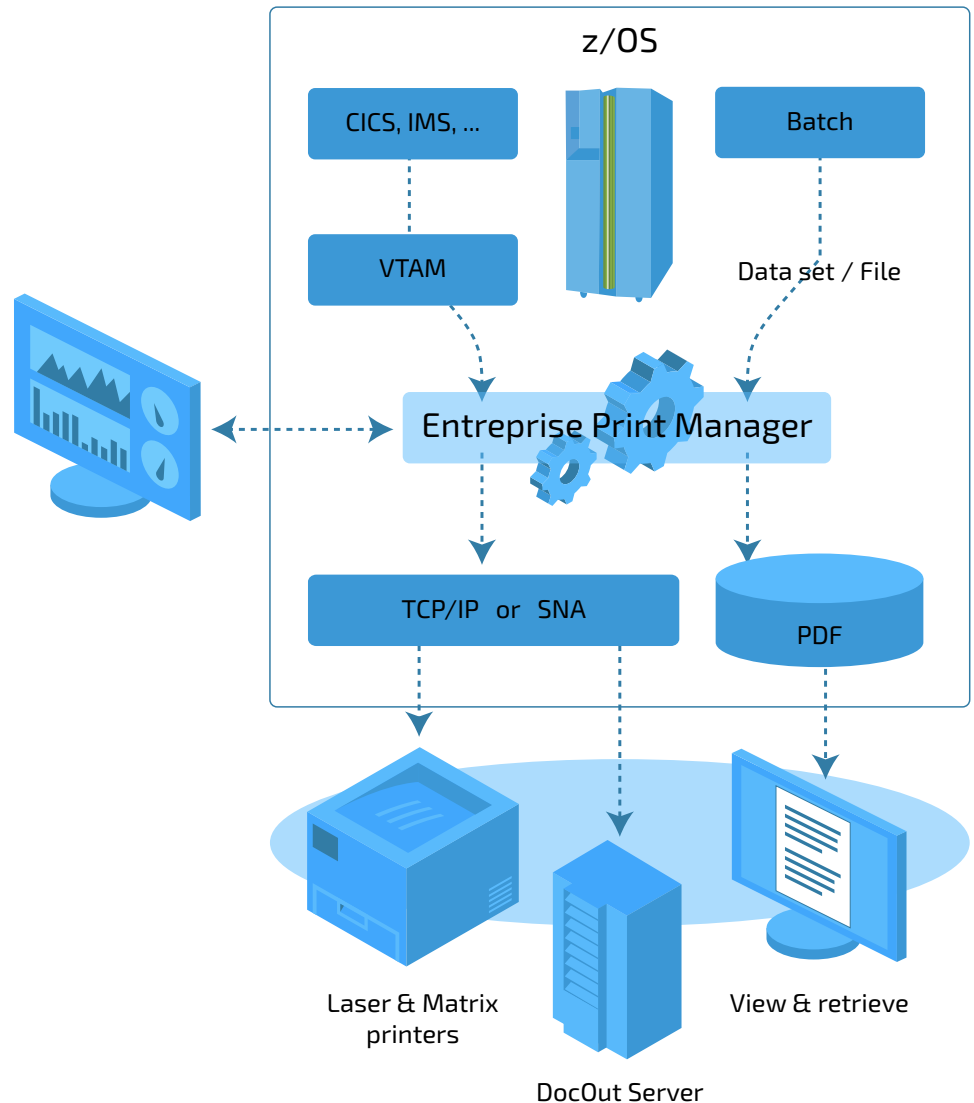 z/OS
CICS, IMS, ...
Batch
VTAM
Data set / File
Entreprise Print Manager
TCP/IP or SNA
PDF
Laser & Matrix
printers
View & retrieve
DocOut Server